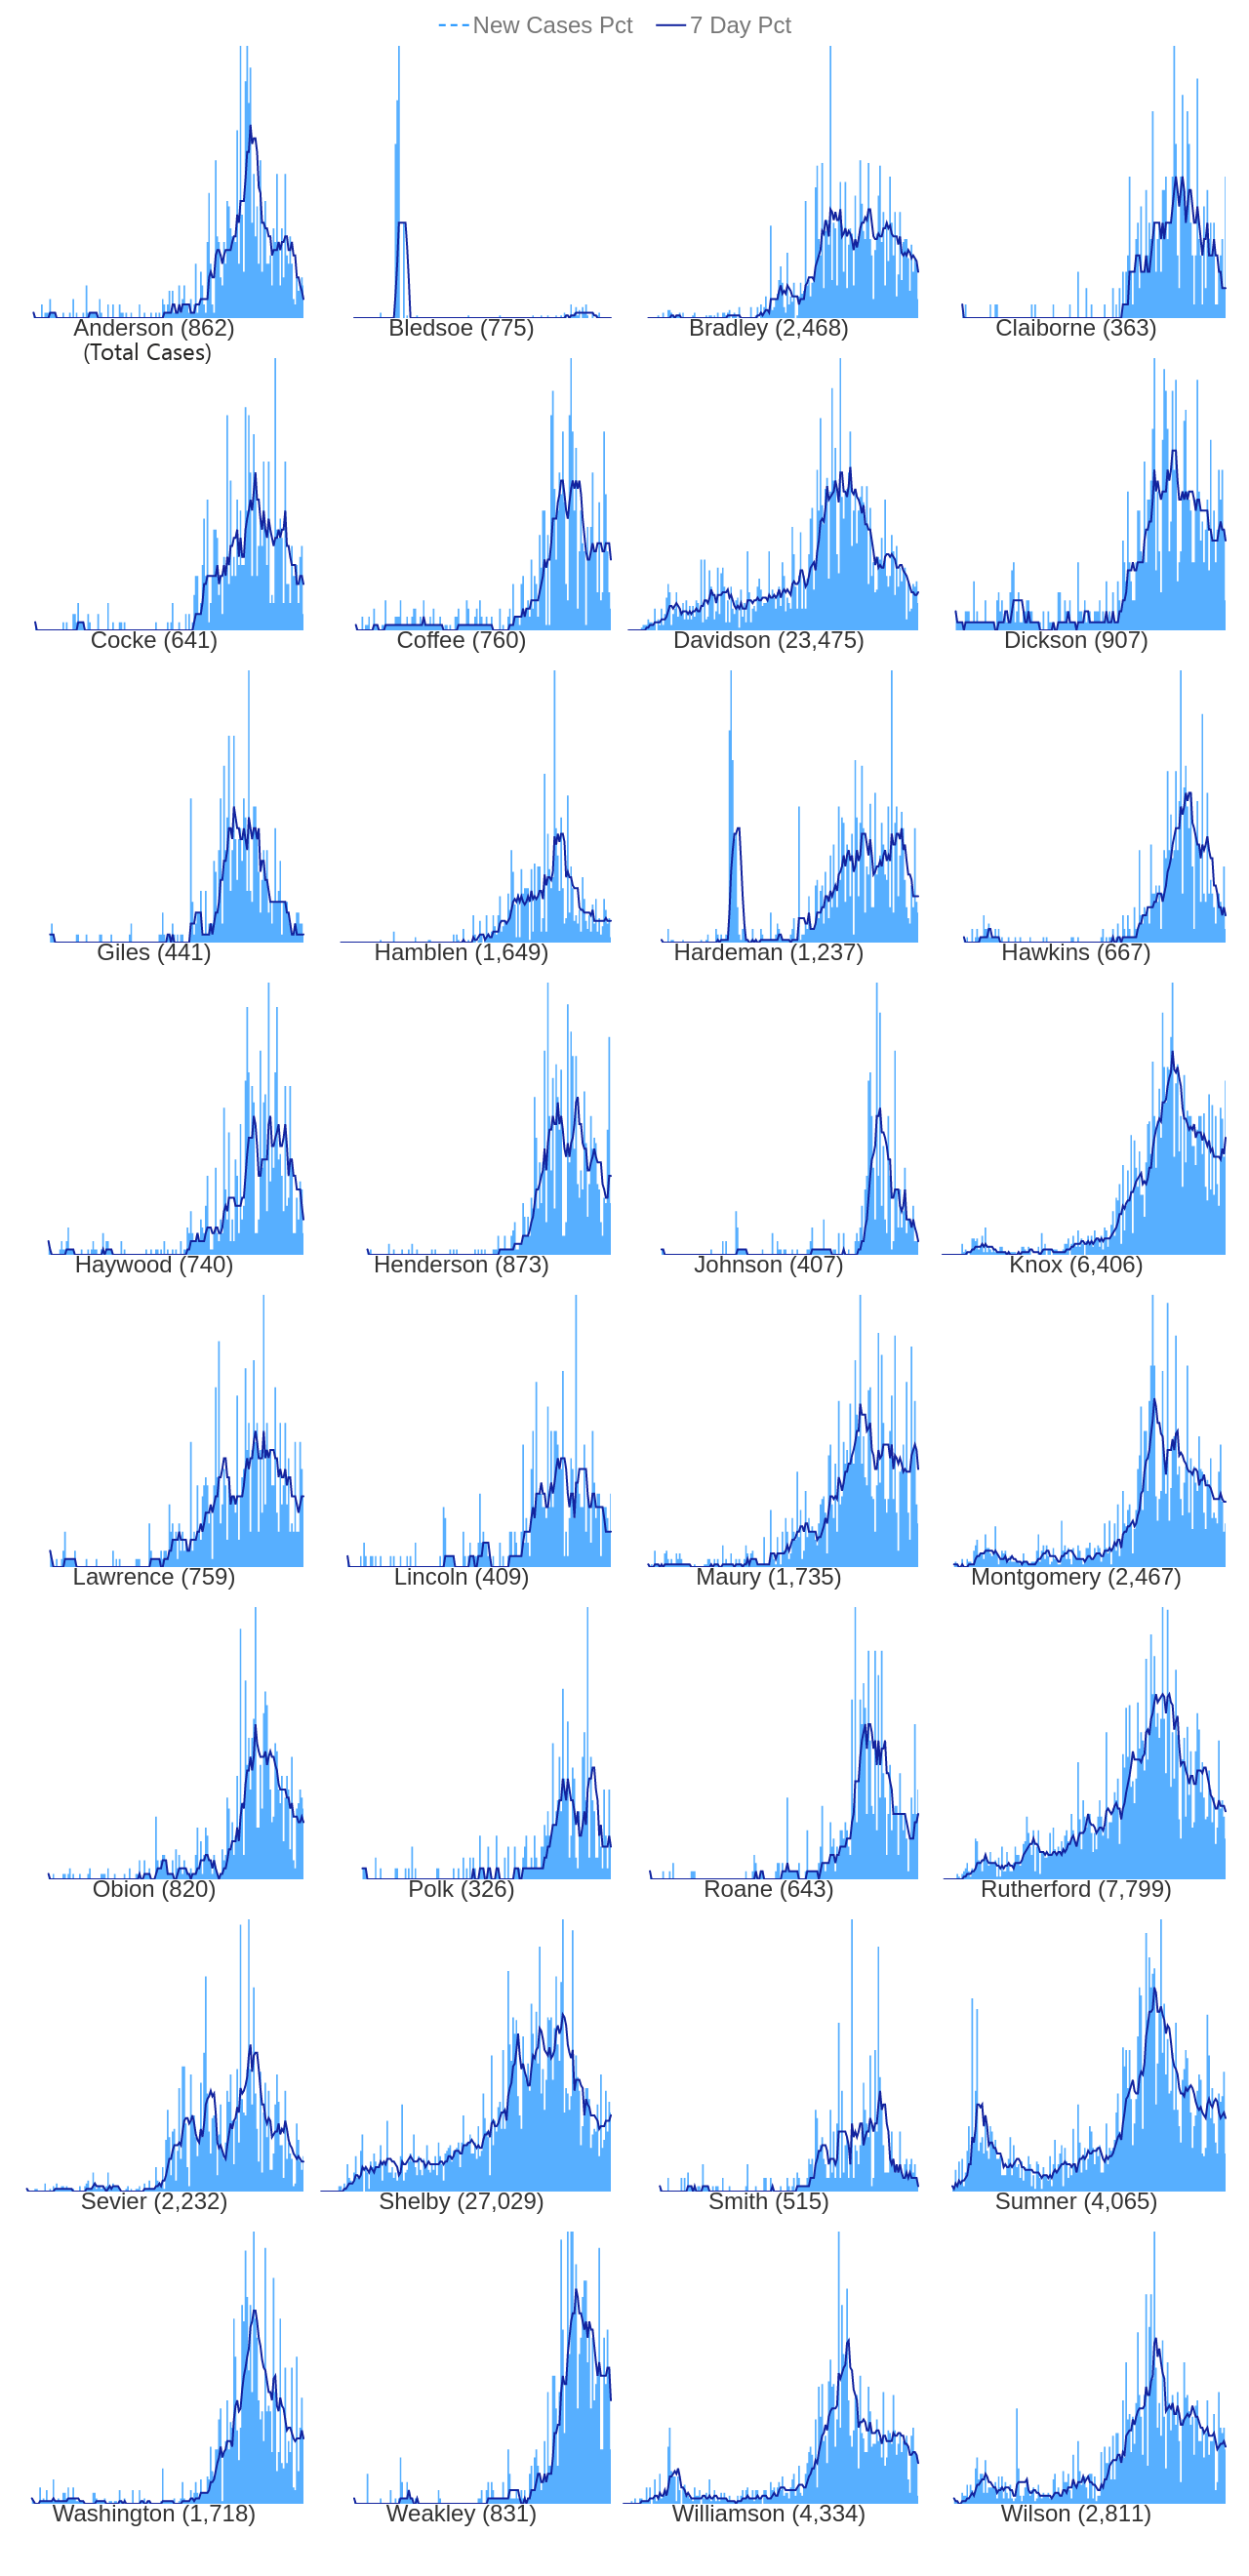 New Cases Pct 7 Day Pct
Anderson (862) Bledsoe (775) Bradley (2,468) Claiborne (363)
(Total Cases)
Cocke (641) Coffee (760) Davidson (23,475) Dickson (907)
Giles (441) Hamblen (1,649) Hardeman (1,237) Hawkins (667)
Haywood (740) Henderson (873) Johnson (407) Knox (6,406)
Lawrence (759) Lincoln (409) Maury (1,735) Montgomery (2,467)
Obion (820) Polk (326) Roane (643) Rutherford (7,799)
Sevier (2,232) Shelby (27,029) Smith (515) Sumner (4,065)
Washington (1,718) Weakley (831) Williamson (4,334) Wilson (2,811)